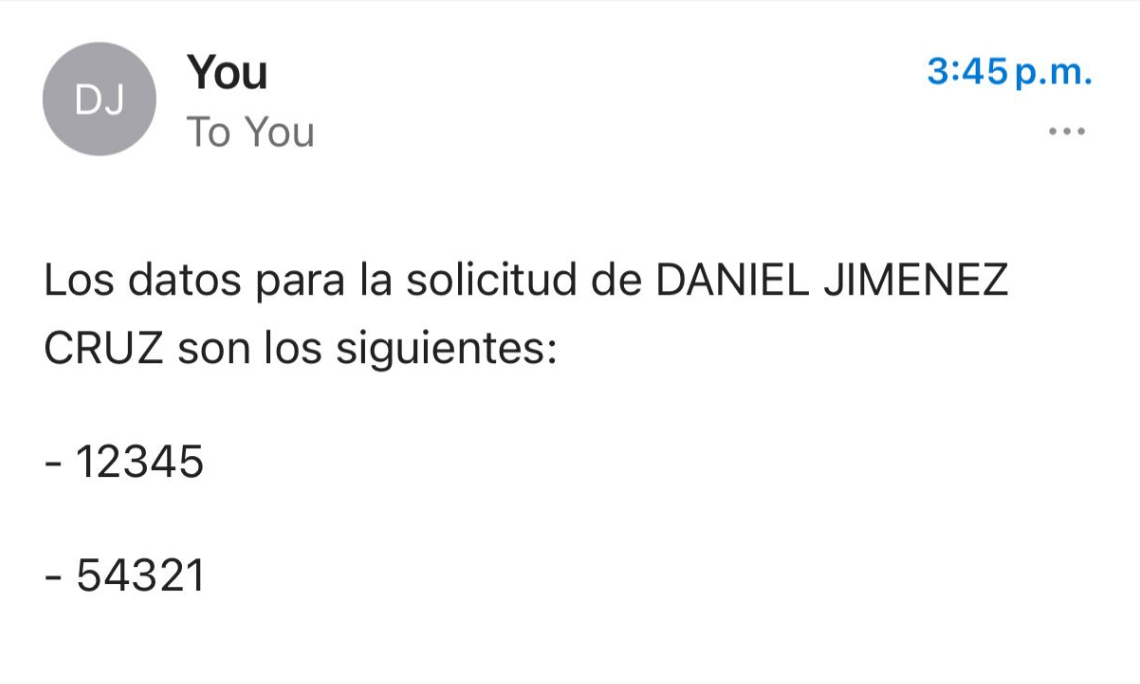 DJ
You
3:45 p.m.
To You
...
Los datos para la solicitud de DANIEL JIMENEZ
CRUZ son los siguientes:
- 12345
- 54321